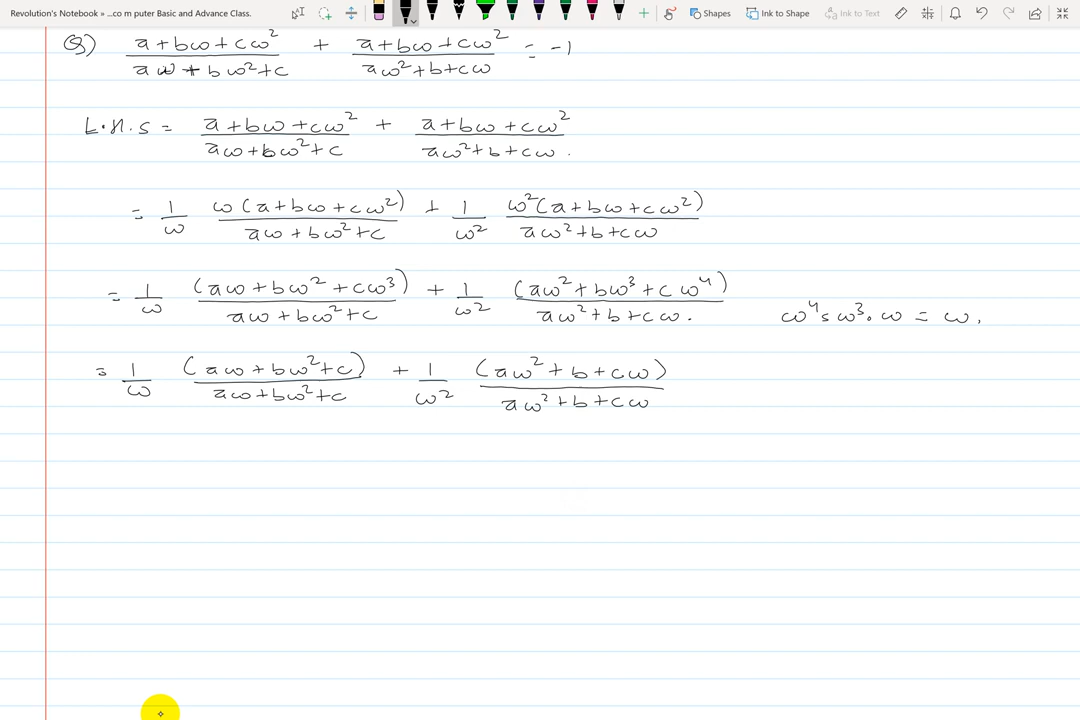 Revolution's Notebook » ...co m puter Basic and Advance Class.
Shapes
Ink to Shape
Ink to Text
Q) (a+bω+cω²)/(aω+bω²+c) + (a+bω+cω²)/(aω²+b+cω) = -1
L.H.S = (a+bω+cω²)/(aω+bω²+c) + (a+bω+cω²)/(aω²+b+cω).
= 1/ω ω(a+bω+cω²)/(aω+bω²+c) + 1/ω² ω²(a+bω+cω²)/(aω²+b+cω)
= 1/ω (aω+bω²+cω³)/(aω+bω²+c) + 1/ω² (aω²+bω³+cω⁴)/(aω²+b+cω). ω⁴=ω³.ω = ω,
= 1/ω (aω+bω²+c)/(aω+bω²+c) + 1/ω² (aω²+b+cω)/(aω²+b+cω)